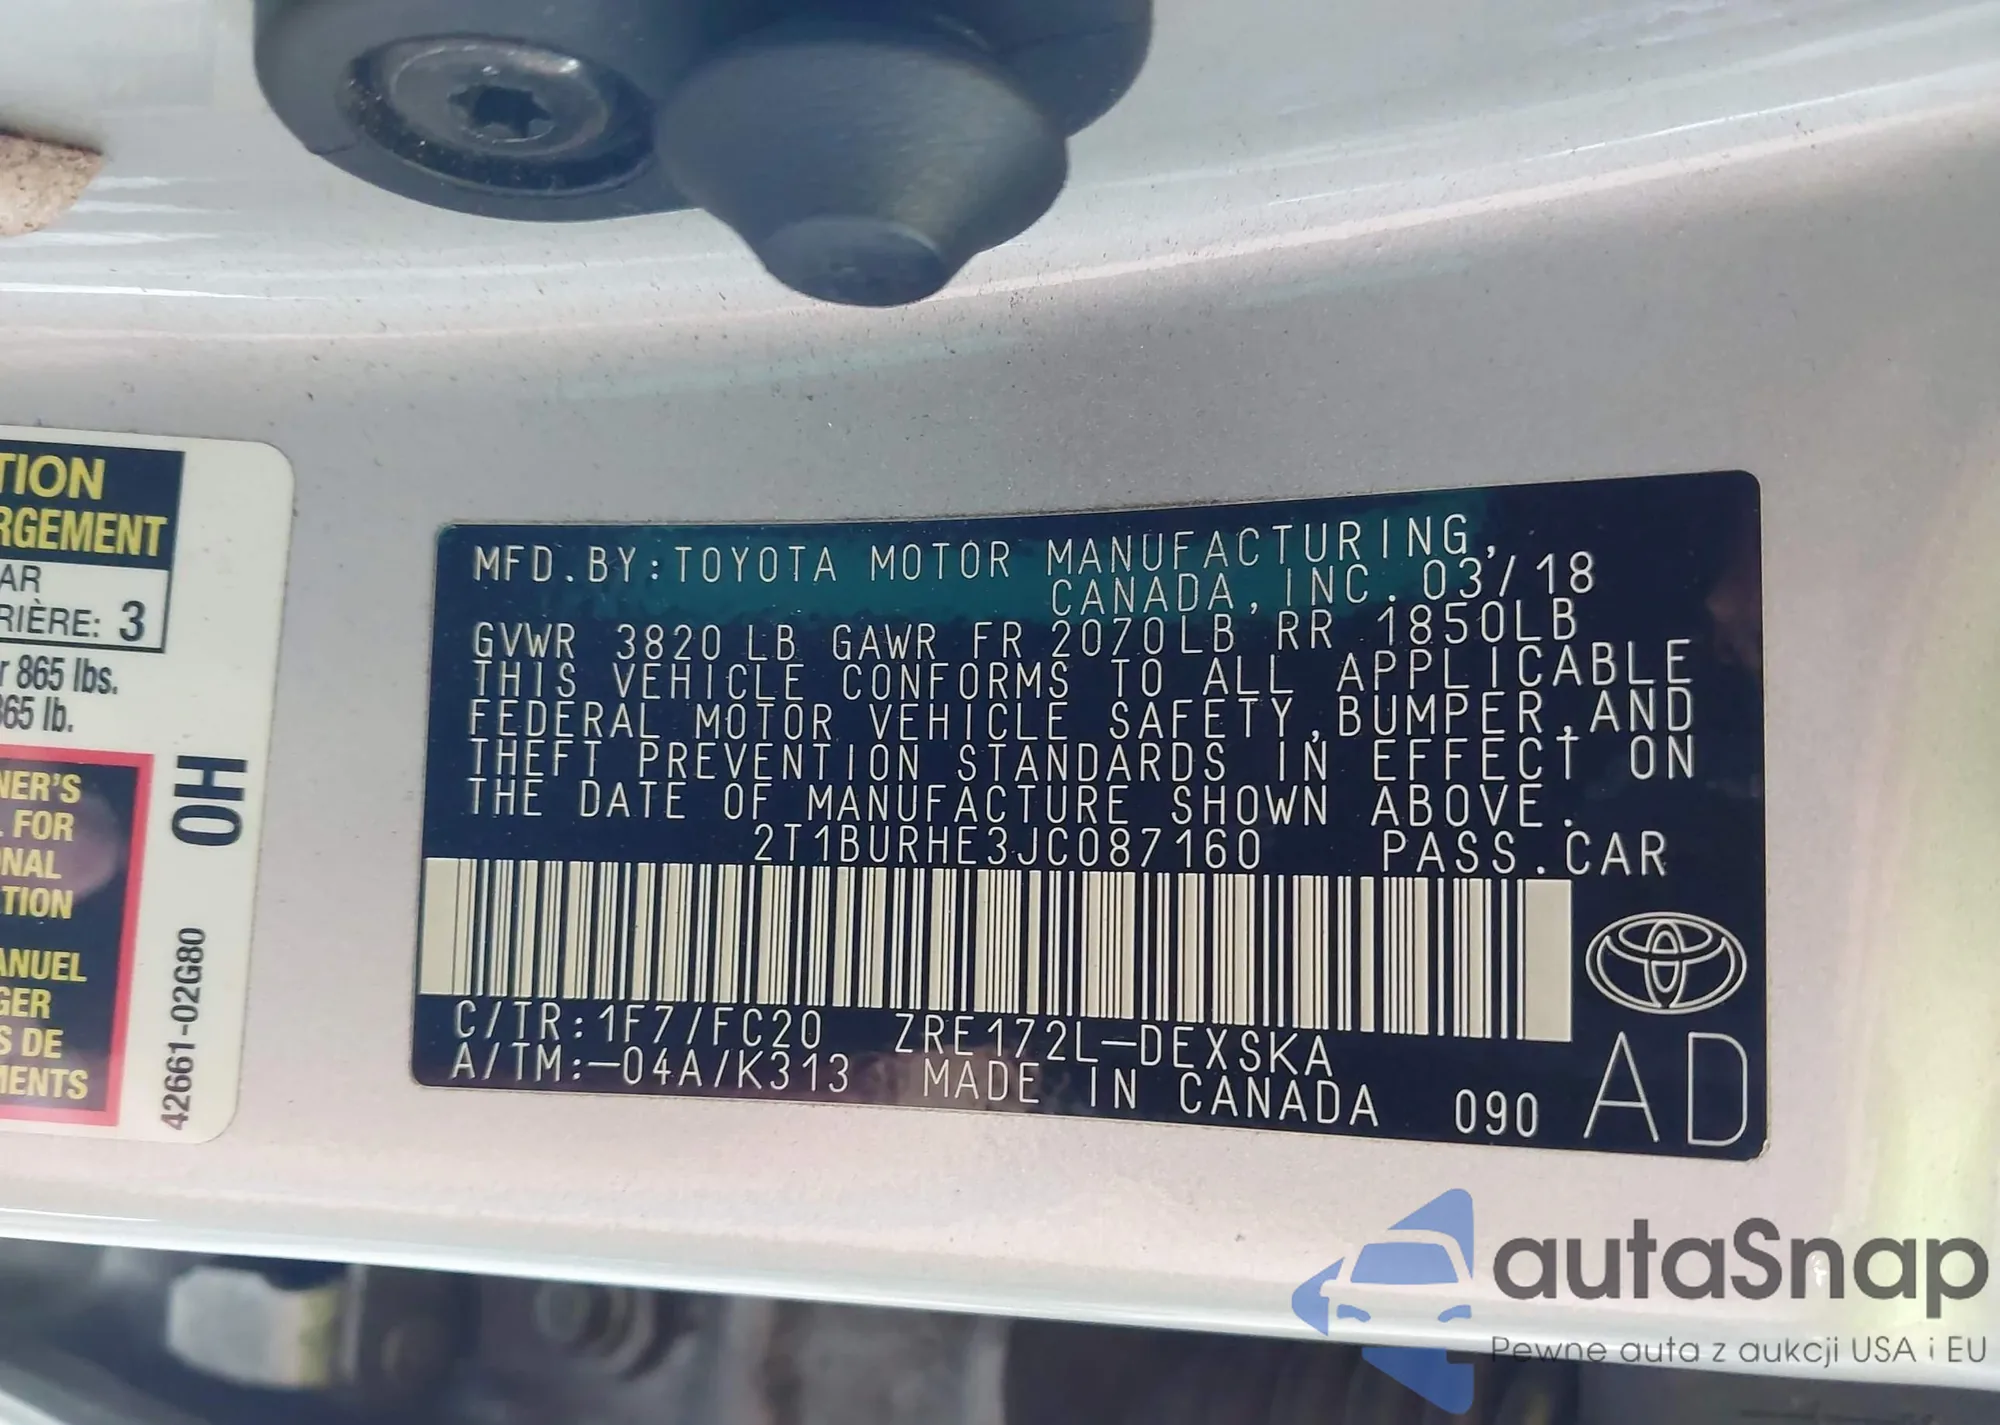 TION
RGEMENT
AR
RIÈRE: 3
r 865 lbs.
365 lb.
NER'S
L FOR
NAL
TION
ANUEL
GER
S DE
MENTS
0H
42661-02G80
MFD.BY:TOYOTA MOTOR MANUFACTURING,
CANADA,INC. 03/18
GVWR 3820 LB GAWR FR 2070LB RR 1850LB
THIS VEHICLE CONFORMS TO ALL APPLICABLE
FEDERAL MOTOR VEHICLE SAFETY,BUMPER,AND
THEFT PREVENTION STANDARDS IN EFFECT ON
THE DATE OF MANUFACTURE SHOWN ABOVE.
2T1BURHE3JC087160 PASS.CAR
C/TR:1F7/FC20 ZRE172L-DEXSKA
A/TM:-04A/K313 MADE IN CANADA 090
AD
autaSnap
Pewne auta z aukcji USA i EU